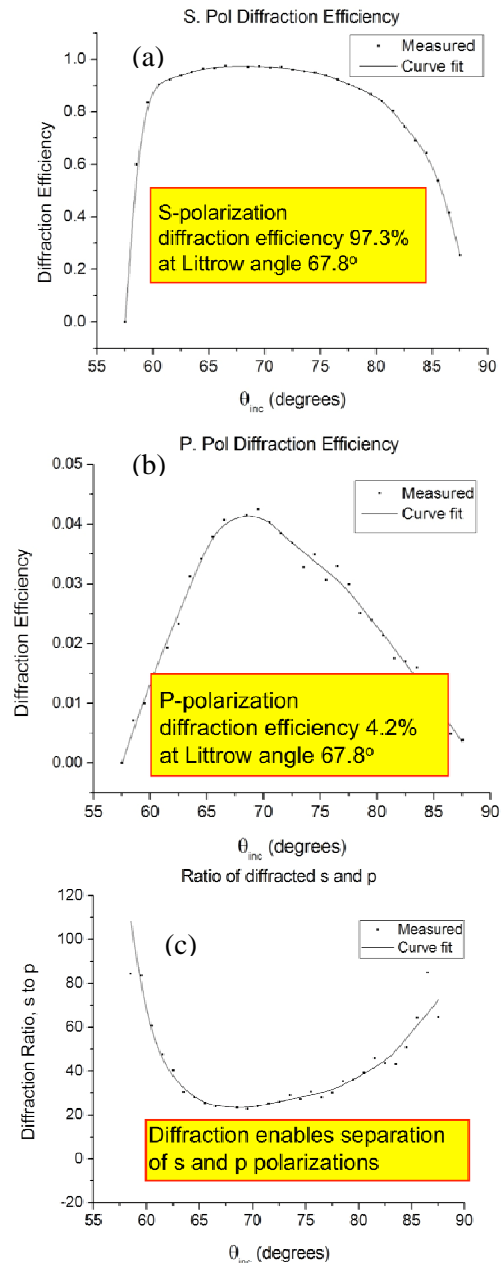 S. Pol Diffraction Efficiency
(a)
Measured
Curve fit
1.0
0.8
0.6
0.4
0.2
0.0
Diffraction Efficiency
S-polarization
diffraction efficiency 97.3%
at Littrow angle 67.8°
55 60 65 70 75 80 85 90
θinc (degrees)
P. Pol Diffraction Efficiency
(b)
Measured
Curve fit
0.05
0.04
0.03
0.02
0.01
0.00
Diffraction Efficiency
P-polarization
diffraction efficiency 4.2%
at Littrow angle 67.8°
55 60 65 70 75 80 85 90
θinc (degrees)
Ratio of diffracted s and p
(c)
Measured
Curve fit
120
100
80
60
40
20
0
-20
Diffraction Ratio, s to p
Diffraction enables separation
of s and p polarizations
55 60 65 70 75 80 85 90
θinc (degrees)